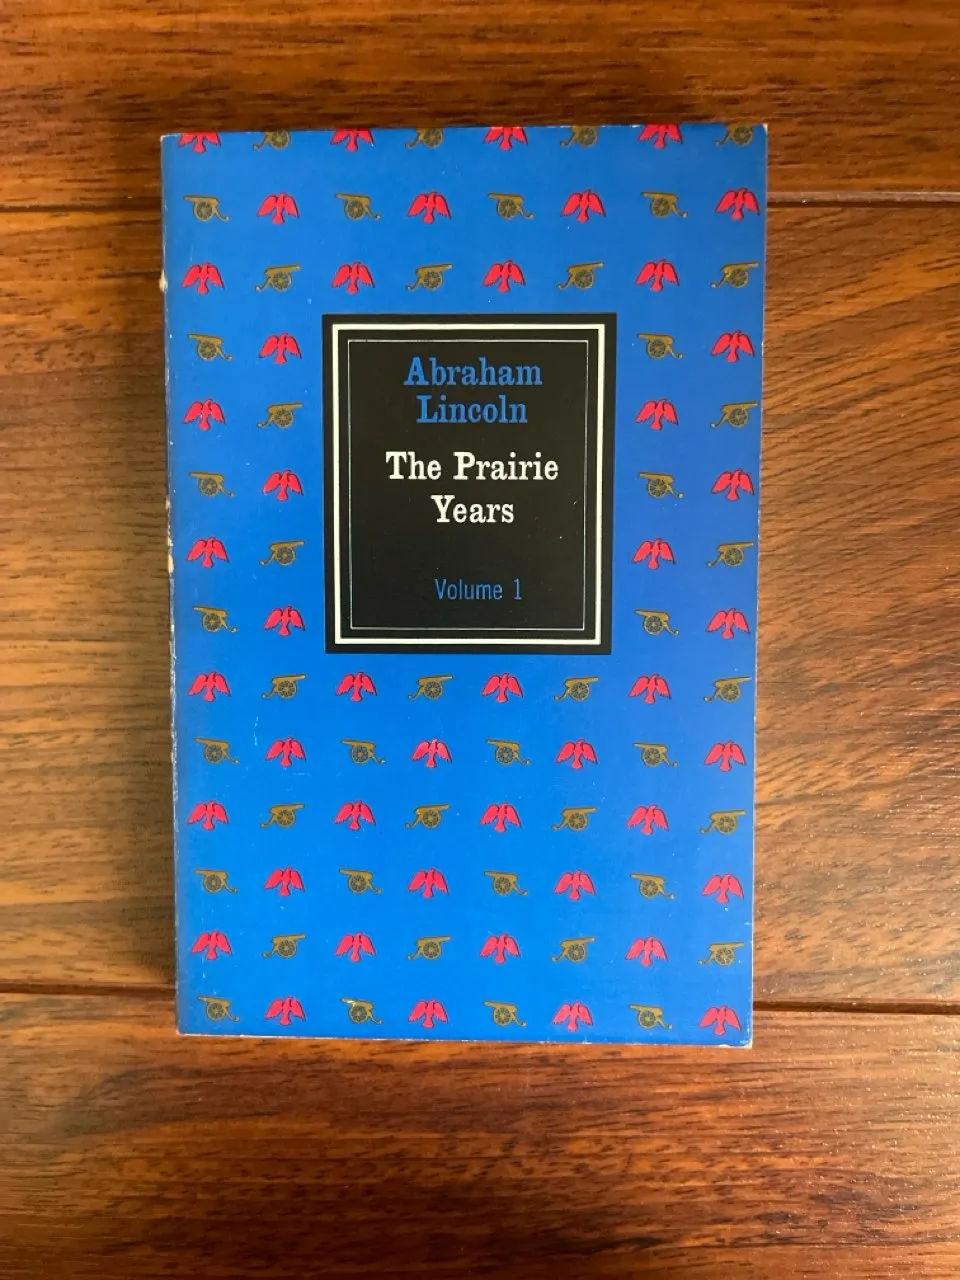 Abraham
Lincoln
The Prairie
Years
Volume 1